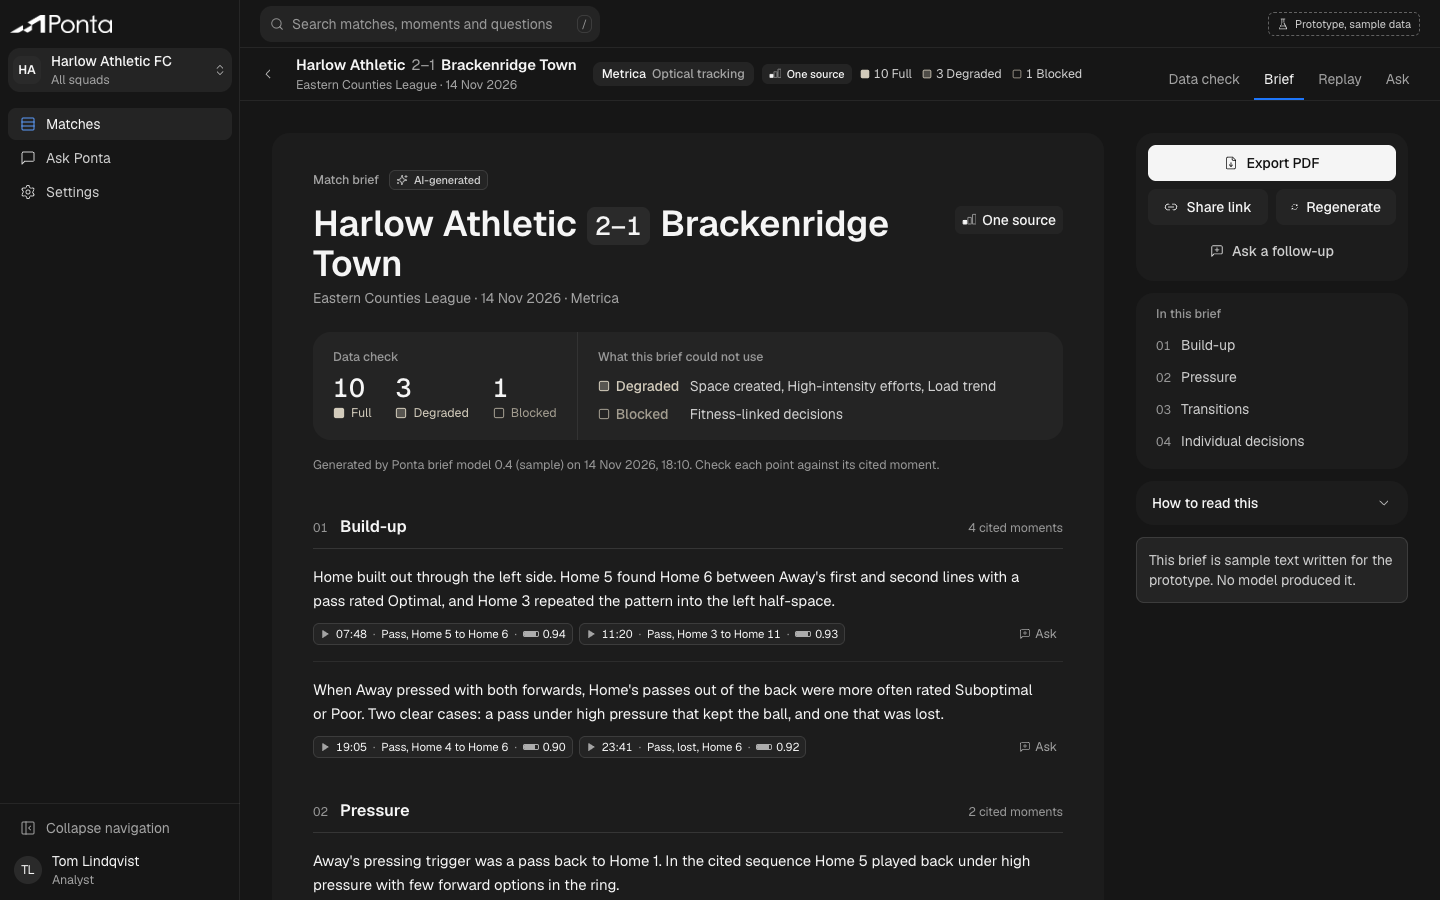 Ponta
HA
Harlow Athletic FC
All squads
Matches
Ask Ponta
Settings
Collapse navigation
TL
Tom Lindqvist
Analyst
Search matches, moments and questions
/
Prototype, sample data
Harlow Athletic 2–1 Brackenridge Town
Eastern Counties League · 14 Nov 2026
Metrica Optical tracking
One source
10 Full
3 Degraded
1 Blocked
Data check
Brief
Replay
Ask
Match brief
AI-generated
Harlow Athletic 2–1 Brackenridge
Town
One source
Eastern Counties League · 14 Nov 2026 · Metrica
Data check
10 3 1
Full Degraded Blocked
What this brief could not use
Degraded Space created, High-intensity efforts, Load trend
Blocked Fitness-linked decisions
Generated by Ponta brief model 0.4 (sample) on 14 Nov 2026, 18:10. Check each point against its cited moment.
01 Build-up
4 cited moments
Home built out through the left side. Home 5 found Home 6 between Away's first and second lines with a
pass rated Optimal, and Home 3 repeated the pattern into the left half-space.
07:48 · Pass, Home 5 to Home 6 · 0.94
11:20 · Pass, Home 3 to Home 11 · 0.93
Ask
When Away pressed with both forwards, Home's passes out of the back were more often rated Suboptimal
or Poor. Two clear cases: a pass under high pressure that kept the ball, and one that was lost.
19:05 · Pass, Home 4 to Home 6 · 0.90
23:41 · Pass, lost, Home 6 · 0.92
Ask
02 Pressure
2 cited moments
Away's pressing trigger was a pass back to Home 1. In the cited sequence Home 5 played back under high
pressure with few forward options in the ring.
Export PDF
Share link
Regenerate
Ask a follow-up
In this brief
01 Build-up
02 Pressure
03 Transitions
04 Individual decisions
How to read this
This brief is sample text written for the
prototype. No model produced it.